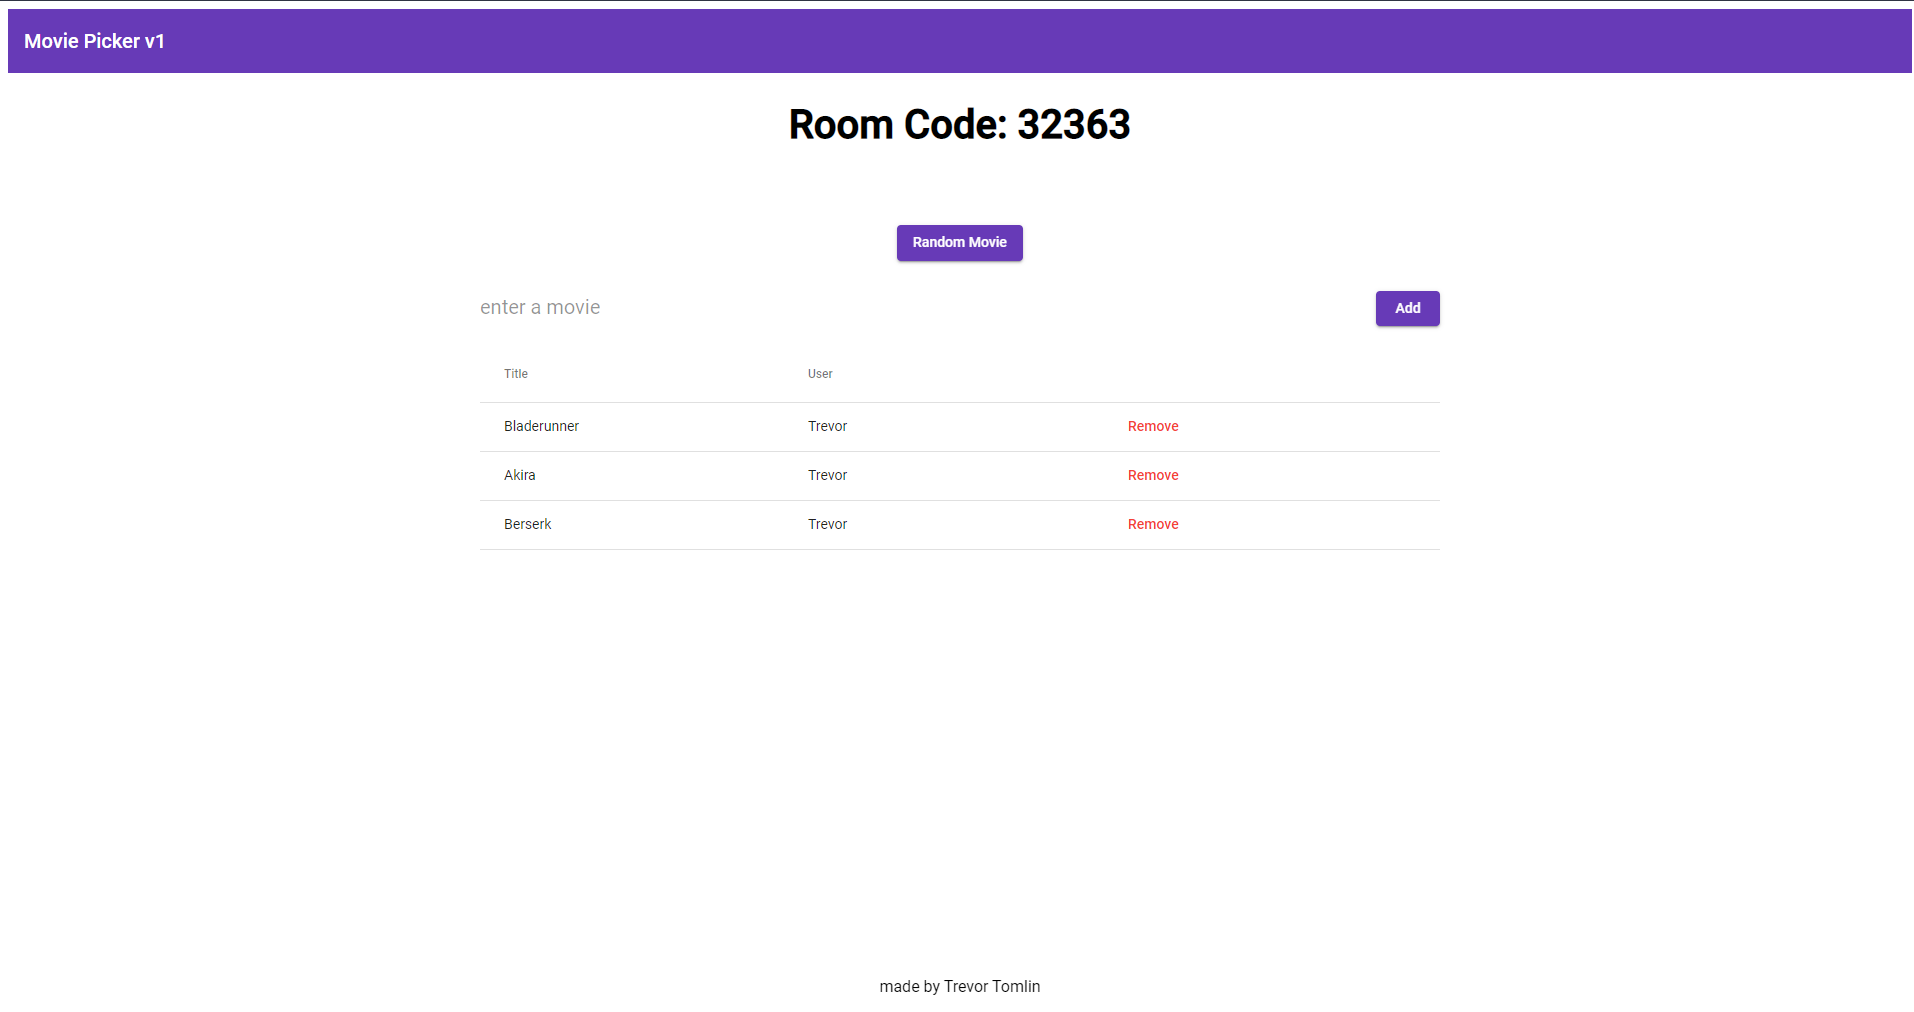 Movie Picker v1
Room Code: 32363
Random Movie
enter a movie Add
Title User
Bladerunner Trevor Remove
Akira Trevor Remove
Berserk Trevor Remove
made by Trevor Tomlin